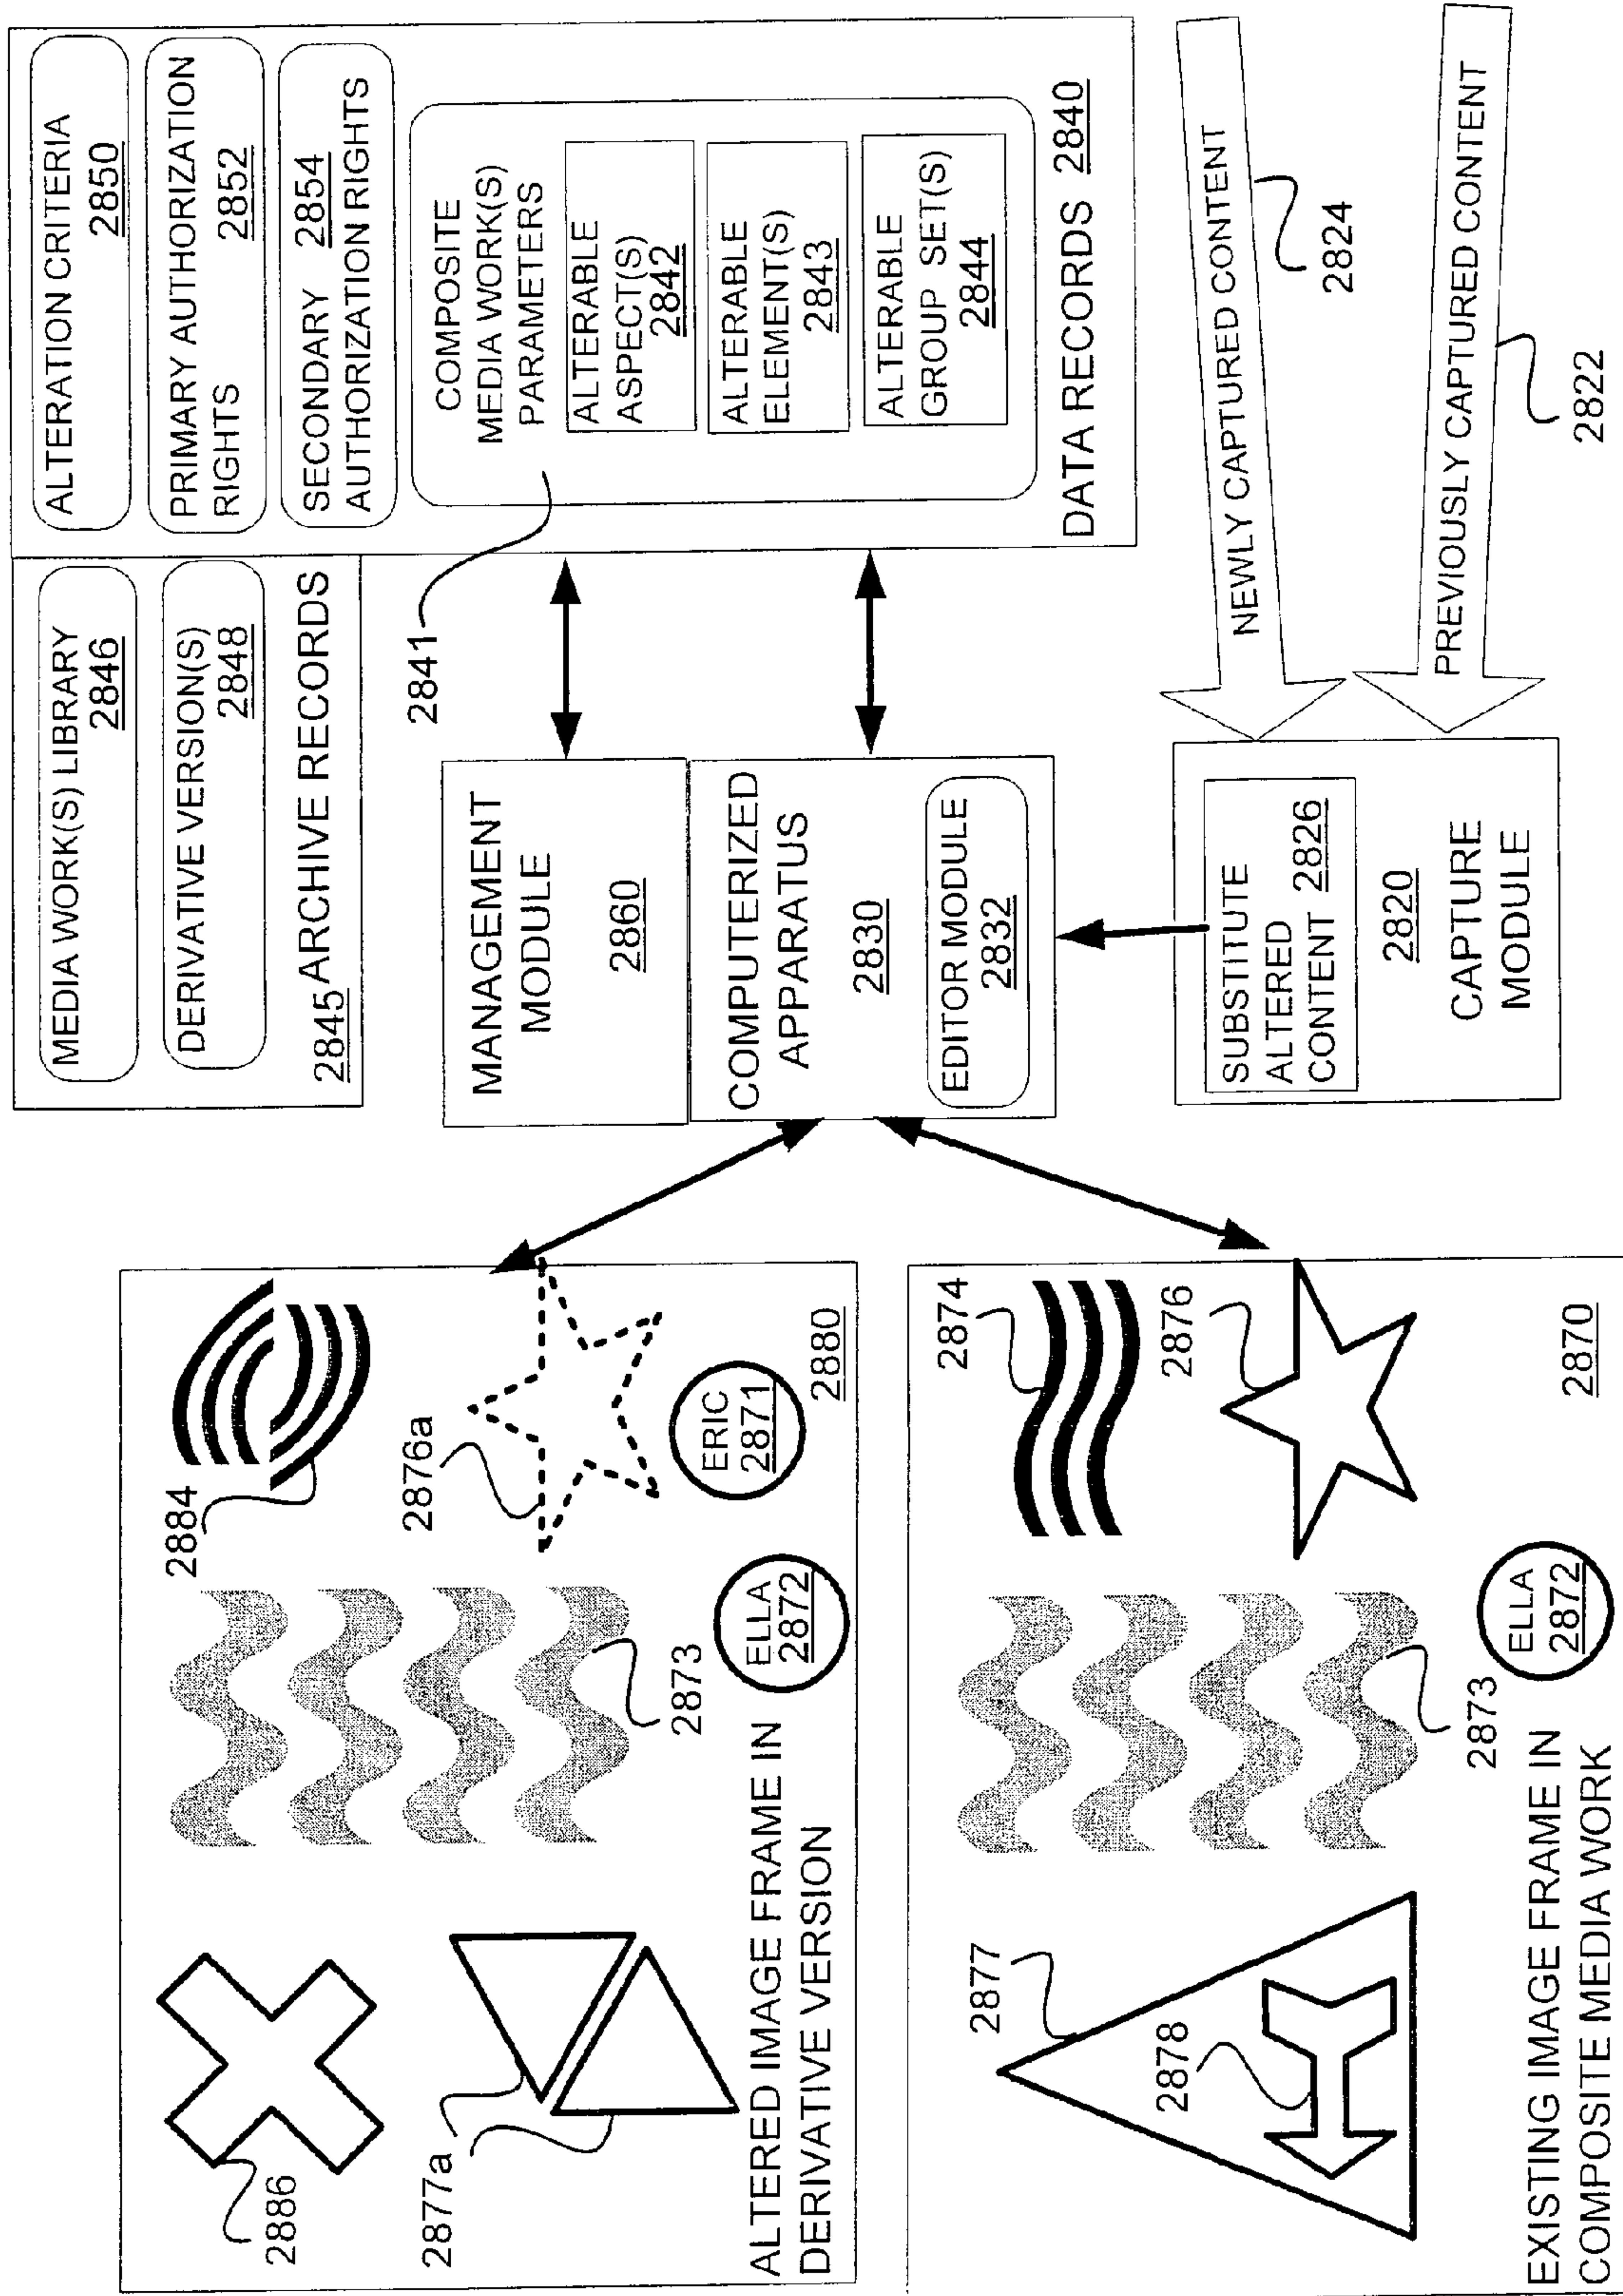 MEDIA WORK(S) LIBRARY
2846
DERIVATIVE VERSION(S)
2848
2845 ARCHIVE RECORDS
ALTERATION CRITERIA
2850
PRIMARY AUTHORIZATION
RIGHTS 2852
SECONDARY 2854
AUTHORIZATION RIGHTS
COMPOSITE
MEDIA WORK(S)
PARAMETERS
ALTERABLE
ASPECT(S)
2842
ALTERABLE
ELEMENT(S)
2843
ALTERABLE
GROUP SET(S)
2844
DATA RECORDS 2840
2841
MANAGEMENT
MODULE
2860
COMPUTERIZED
APPARATUS
2830
EDITOR MODULE
2832
SUBSTITUTE
ALTERED
CONTENT 2826
2820
CAPTURE
MODULE
NEWLY CAPTURED CONTENT
2824
PREVIOUSLY CAPTURED CONTENT
2822
2886
2877a
2884
2876a
2873
ELLA
2872
ERIC
2871
2880
ALTERED IMAGE FRAME IN
DERIVATIVE VERSION
2877
2878
2874
2876
2873
ELLA
2872
2870
EXISTING IMAGE FRAME IN
COMPOSITE MEDIA WORK